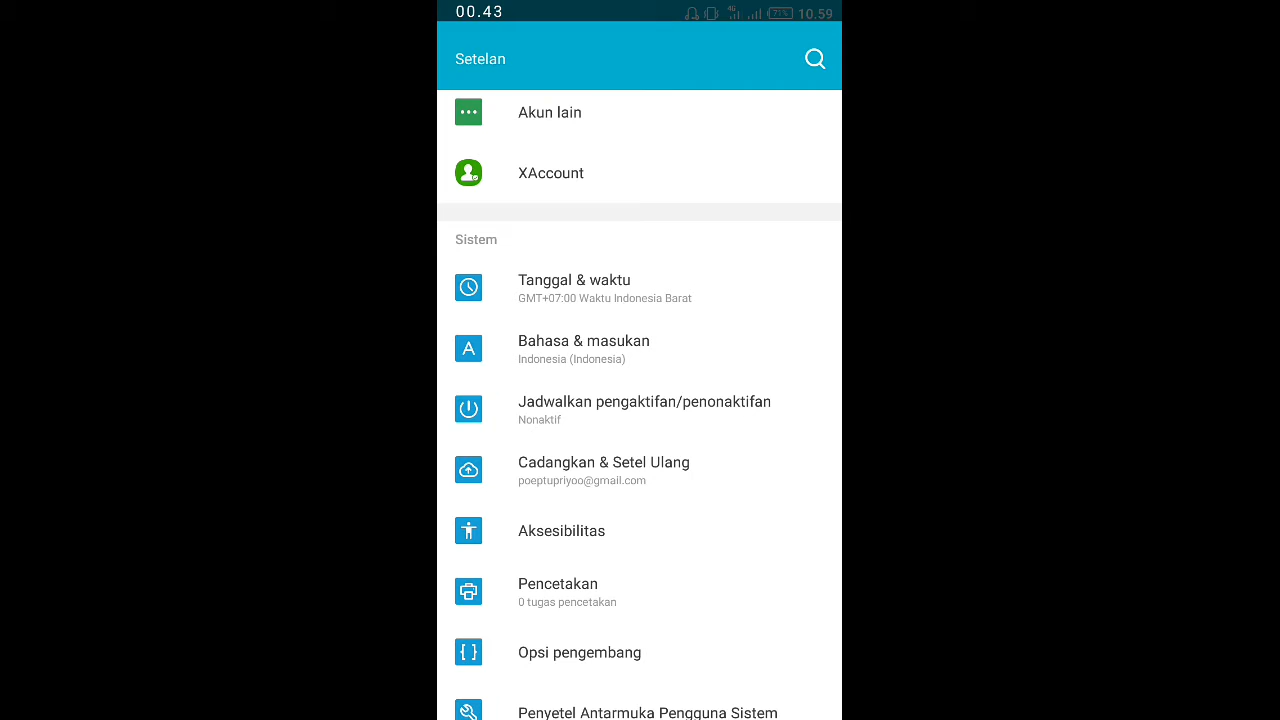 00.43
4G
71%
10.59
Setelan
Akun lain
XAccount
Sistem
Tanggal & waktu
GMT+07:00 Waktu Indonesia Barat
A
Bahasa & masukan
Indonesia (Indonesia)
Jadwalkan pengaktifan/penonaktifan
Nonaktif
Cadangkan & Setel Ulang
poeptupriyoo@gmail.com
Aksesibilitas
Pencetakan
0 tugas pencetakan
Opsi pengembang
Penyetel Antarmuka Pengguna Sistem